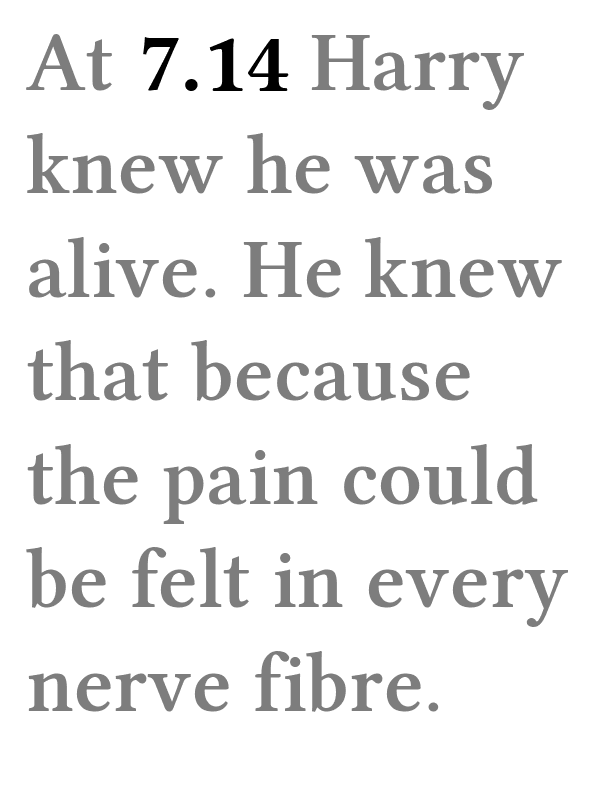 At 7.14 Harry
knew he was
alive. He knew
that because
the pain could
be felt in every
nerve fibre.